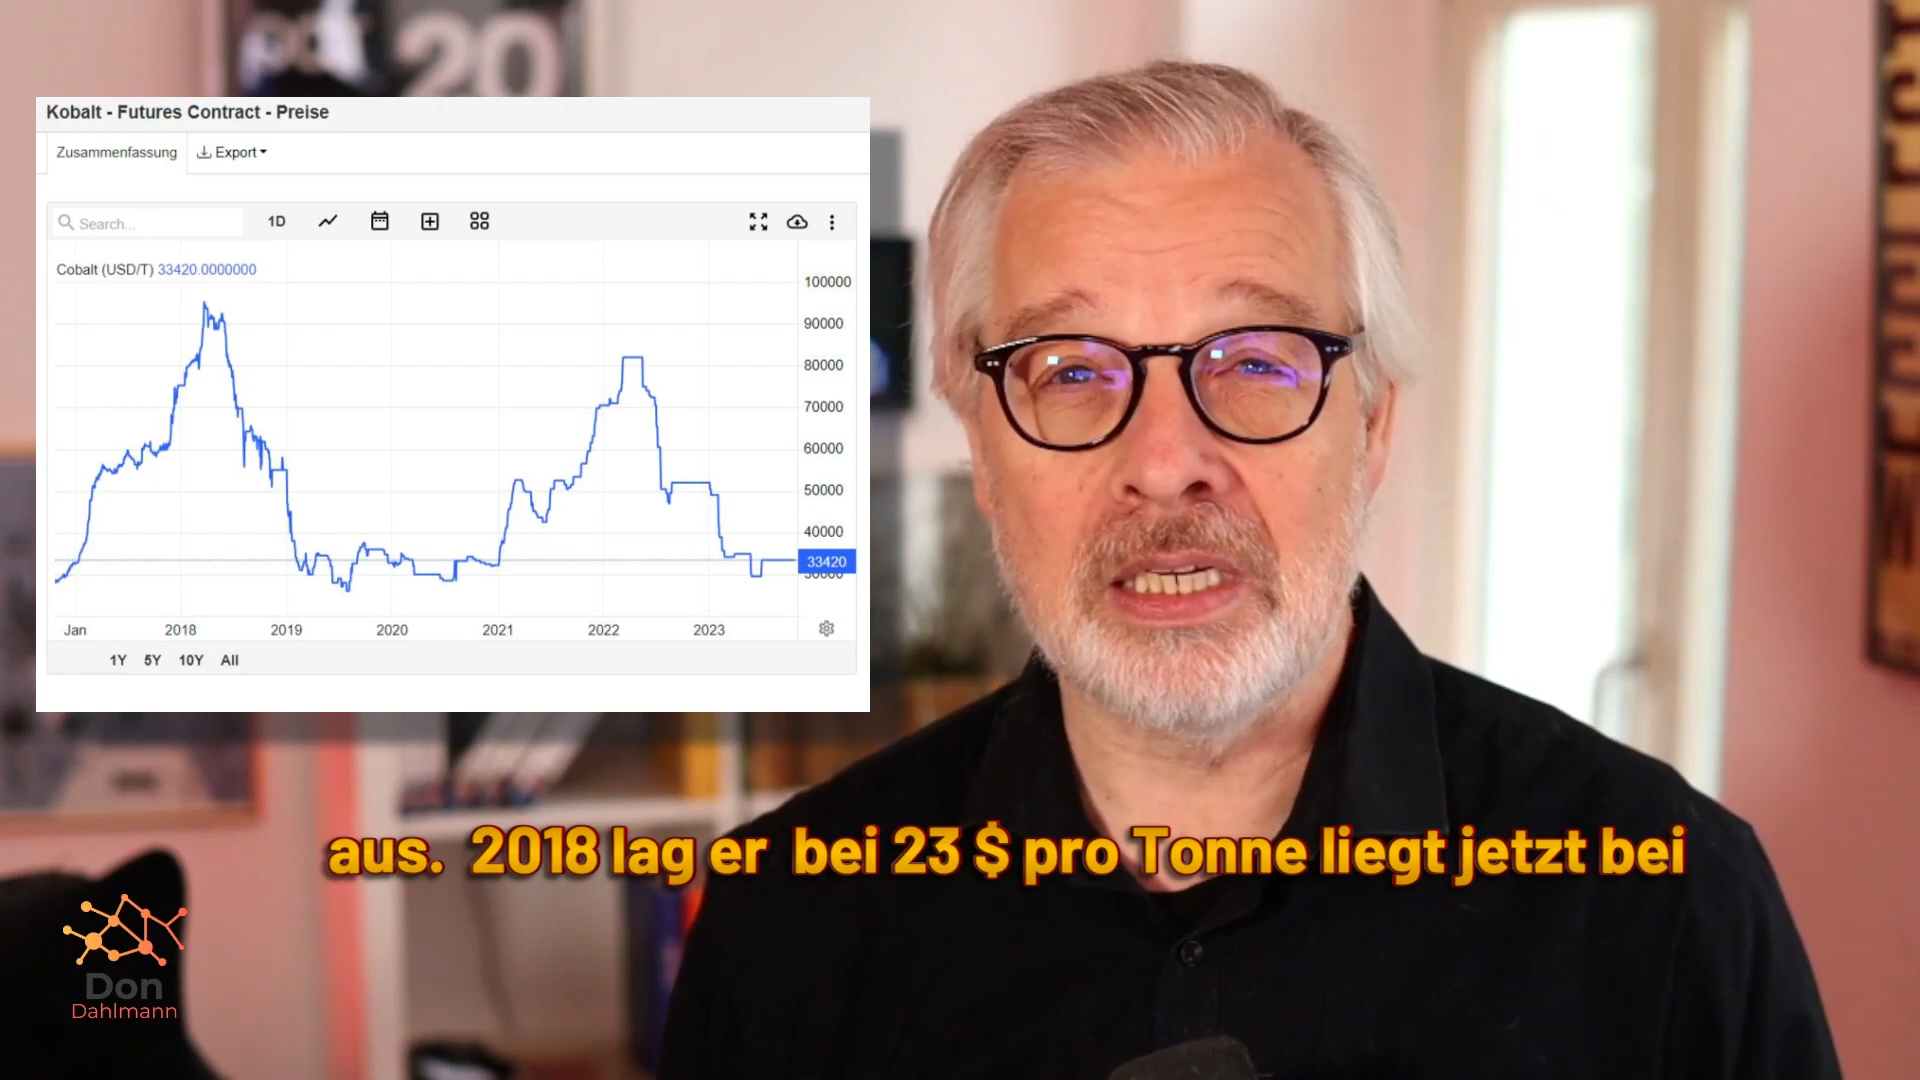 20
Kobalt - Futures Contract - Preise
Zusammenfassung Export
Search... 1D
Cobalt (USD/T) 33420.0000000
100000
90000
80000
70000
60000
50000
40000
33420
30000
Jan 2018 2019 2020 2021 2022 2023
1Y 5Y 10Y All
aus. 2018 lag er bei 23 $ pro Tonne liegt jetzt bei
Don
Dahlmann